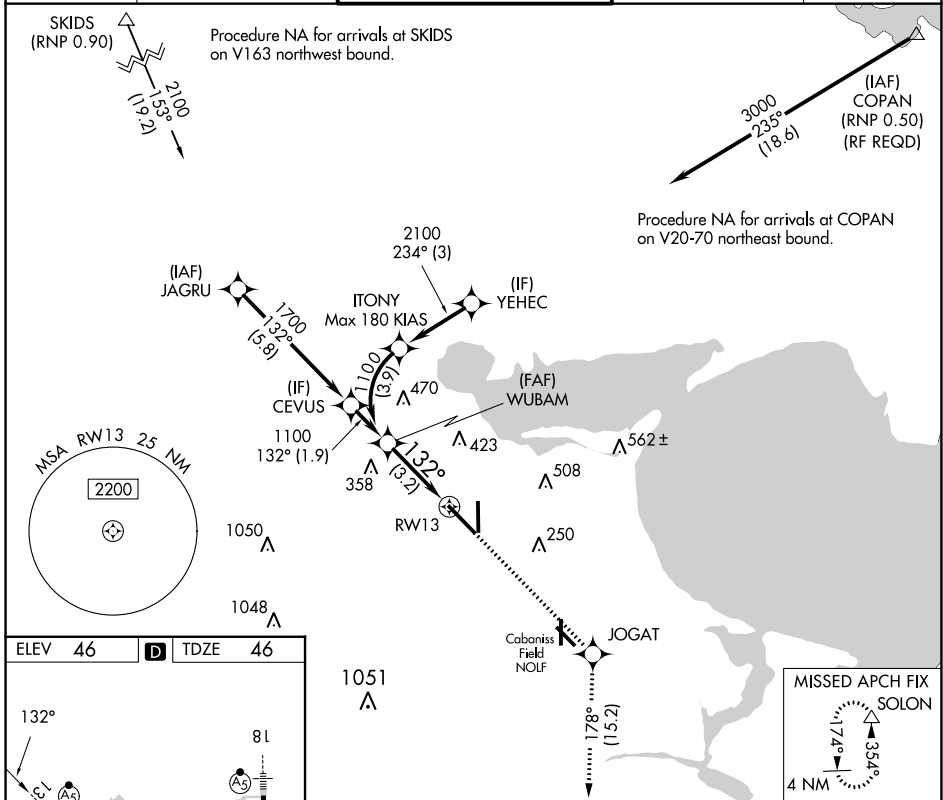 SKIDS
(RNP 0.90)
2100
153°
(19.2)
Procedure NA for arrivals at SKIDS
on V163 northwest bound.
3000
235°
(18.6)
(IAF)
COPAN
(RNP 0.50)
(RF REQD)
Procedure NA for arrivals at COPAN
on V20-70 northeast bound.
2100
234° (3)
(IAF)
JAGRU
ITONY
Max 180 KIAS
(IF)
YEHEC
1700
132°
(5.8)
1100
(3.9)
470
(IF)
CEVUS
(FAF)
WUBAM
1100
132° (1.9)
423
562 ±
132°
(3.2)
358
508
MSA RW13 25 NM
2200
RW13
1050
250
1048
Cabaniss
Field
NOLF
JOGAT
ELEV 46
D
TDZE 46
1051
178°
(15.2)
MISSED APCH FIX
SOLON
174°
354°
4 NM
132°
18
13
A5
A5